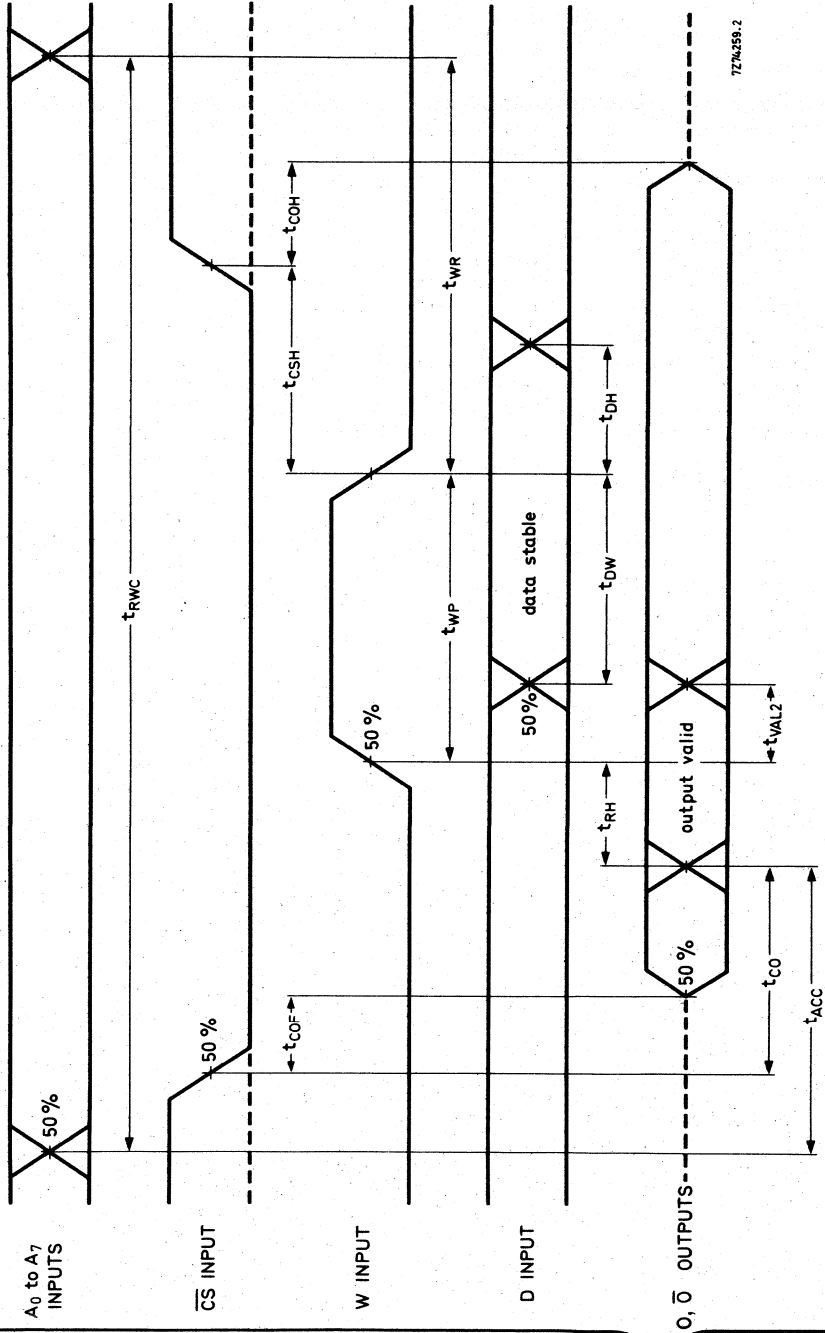 A0 to A7
INPUTS
50 %
tRWC
C̅S̅ INPUT
50 %
tCOF
tCSH
tCOH
W INPUT
50 %
tWP
tWR
D INPUT
50 %
data stable
tRH
tDW
tDH
O, O̅ OUTPUTS
50 %
output valid
tVAL2
tCO
tACC
7Z74259.2